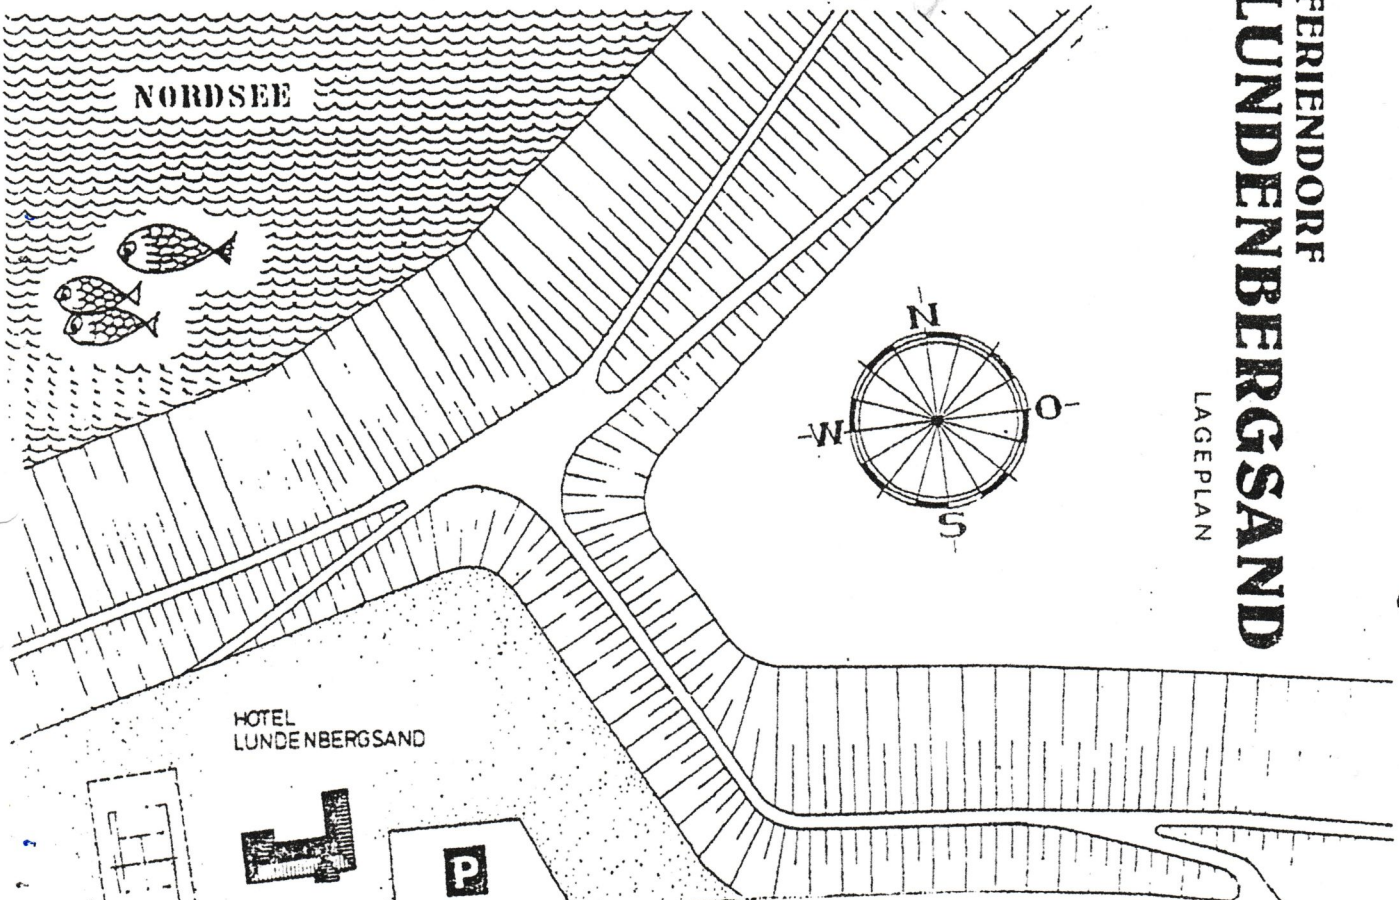 NORDSEE
FERIENDORF
LUNDENBERGSAND
LAGEPLAN
N
W
O
S
HOTEL
LUNDENBERGSAND
P